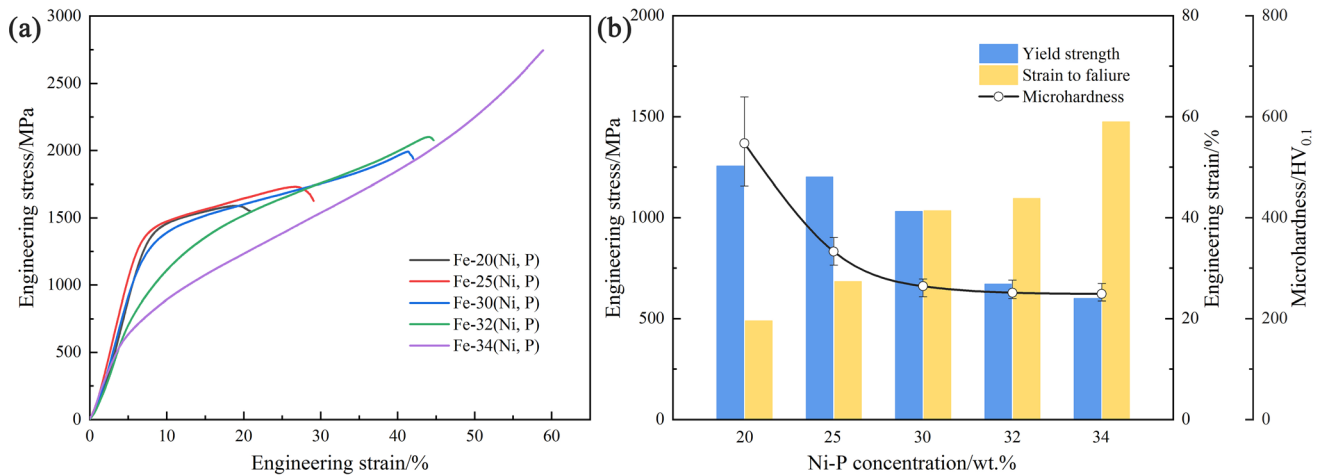 (a)
3000
2500
2000
1500
1000
500
0
Engineering stress/MPa
0 10 20 30 40 50 60
Engineering strain/%
Fe-20(Ni, P)
Fe-25(Ni, P)
Fe-30(Ni, P)
Fe-32(Ni, P)
Fe-34(Ni, P)
(b)
2000
1500
1000
500
0
Engineering stress/MPa
20 25 30 32 34
Ni-P concentration/wt.%
Yield strength
Strain to faliure
Microhardness
80
60
40
20
0
Engineering strain/%
800
600
400
200
0
Microhardness/HV0.1